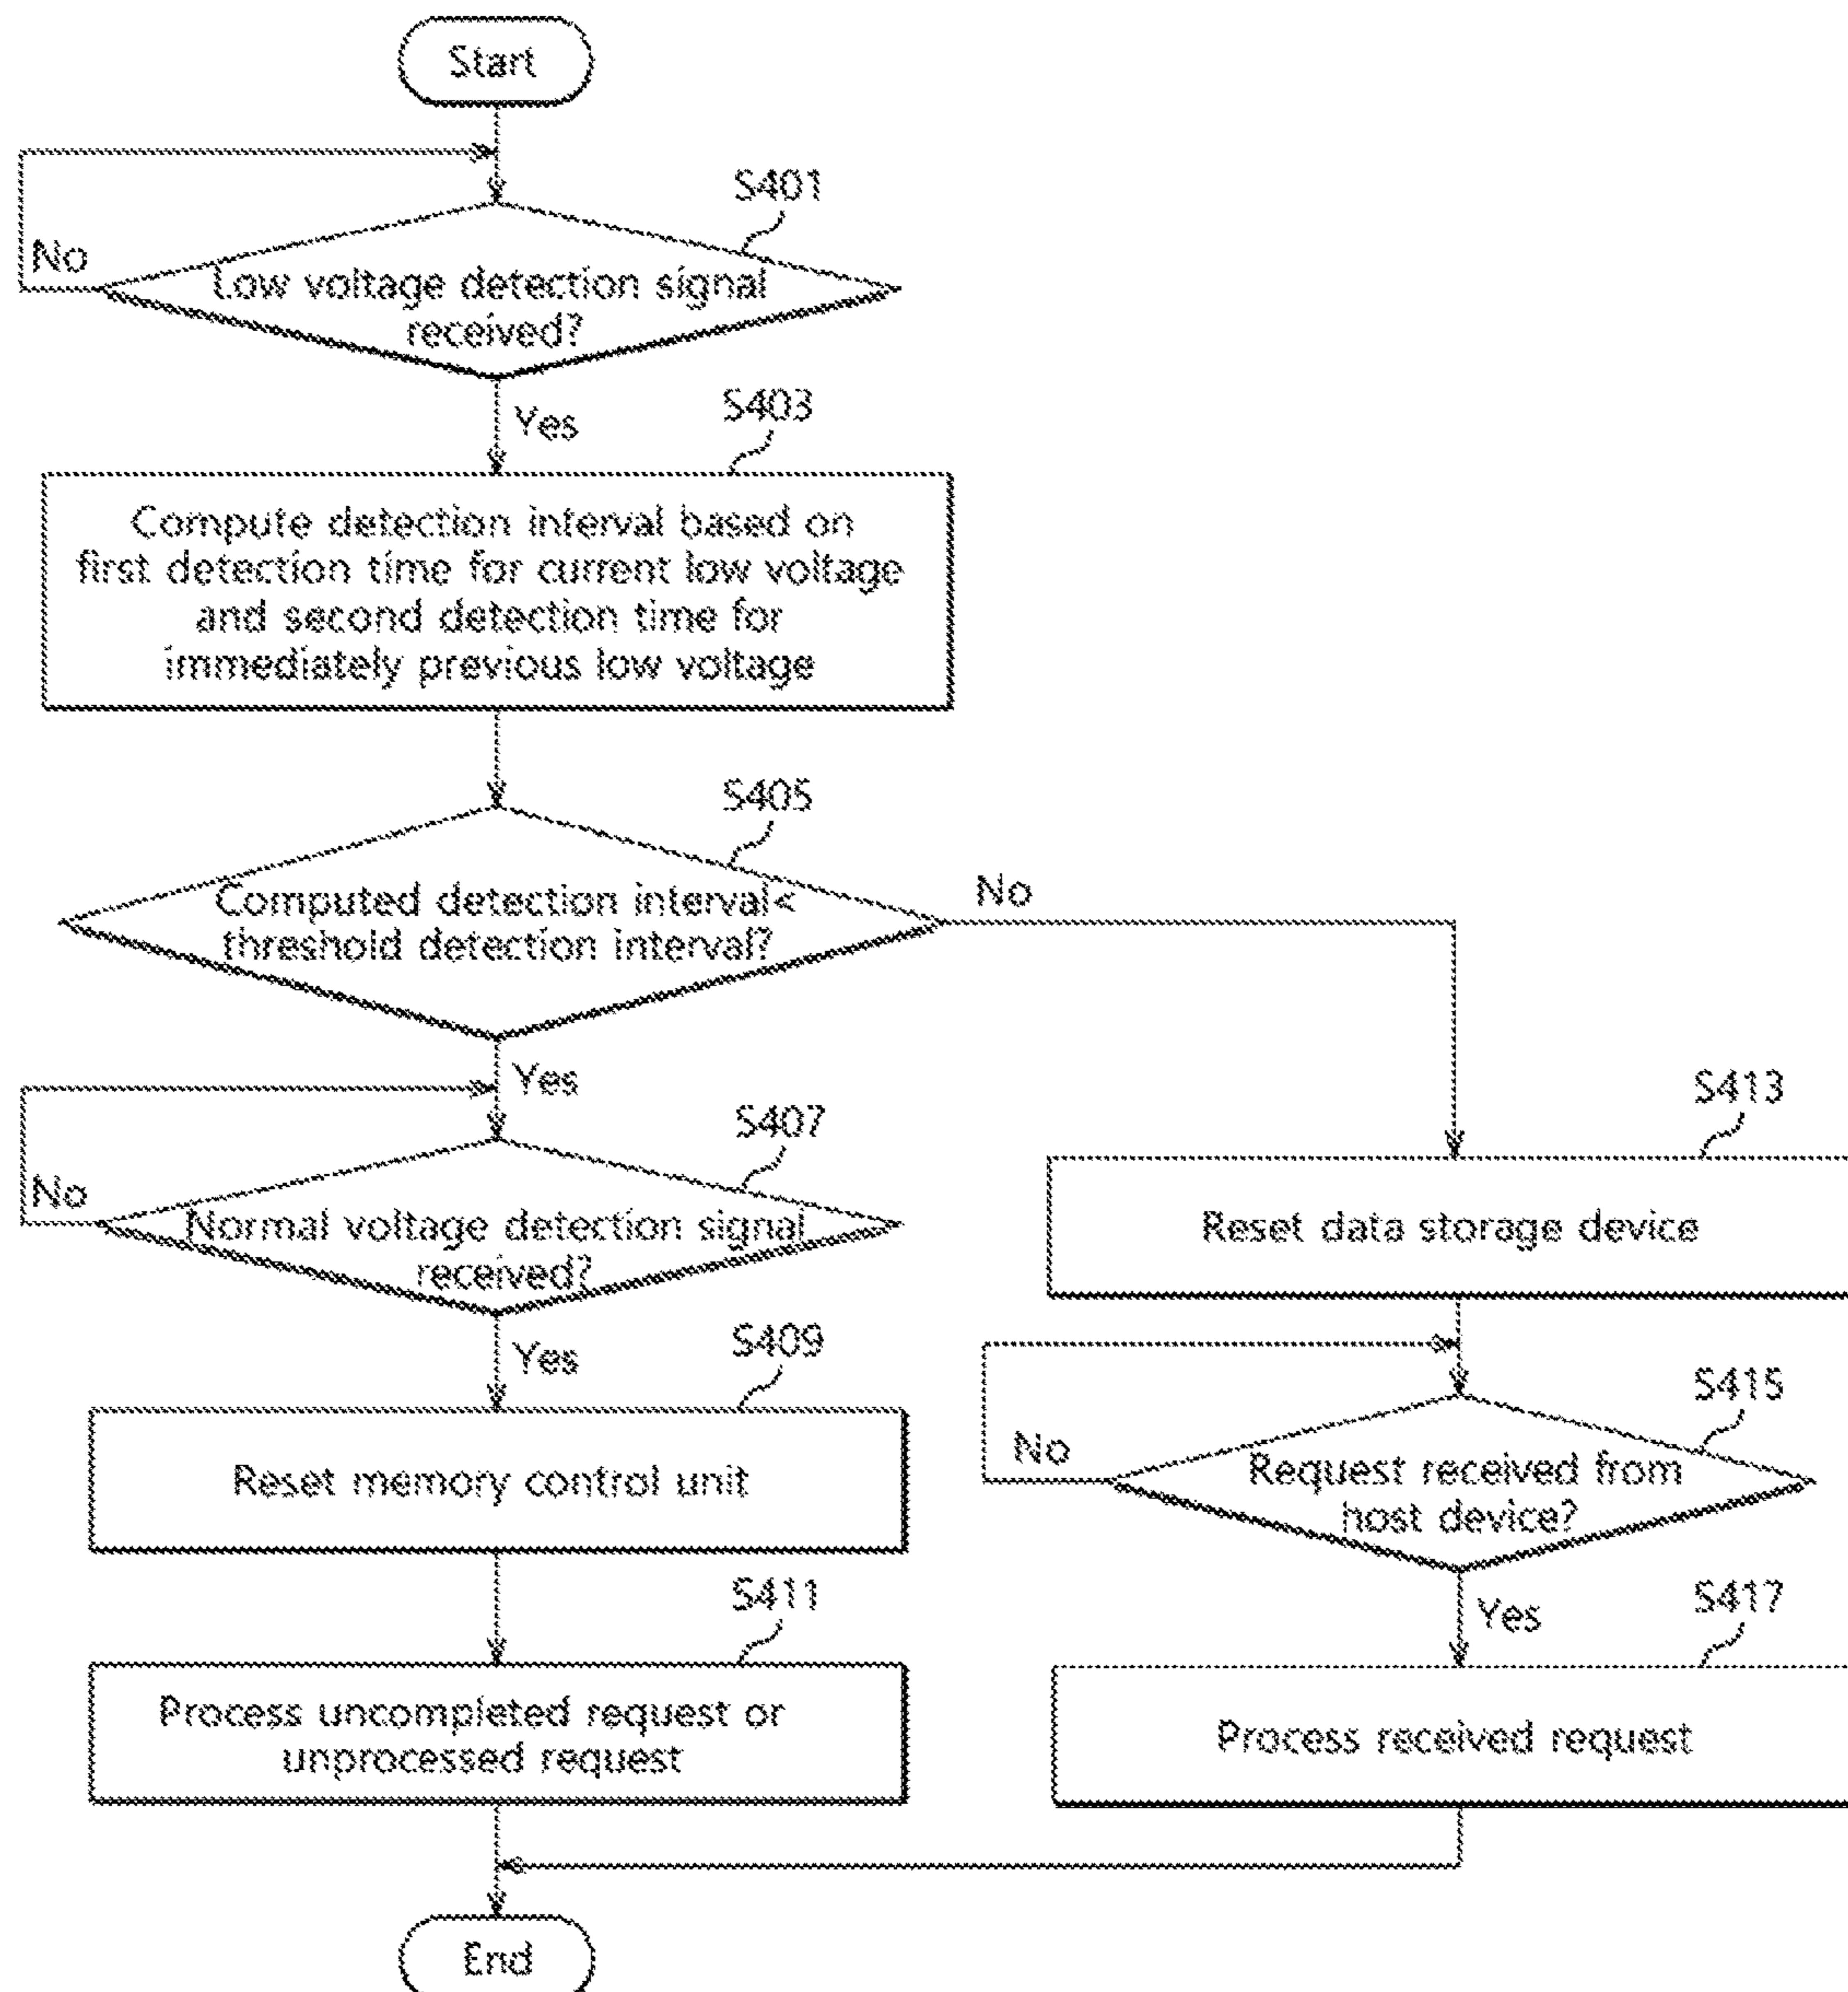 Start
S401
No
Low voltage detection signal
received?
Yes
S403
Compute detection interval based on
first detection time for current low voltage
and second detection time for
immediately previous low voltage
S405
Computed detection interval<
threshold detection interval?
No
Yes
S407
No
Normal voltage detection signal
received?
Yes
S409
Reset memory control unit
S411
Process uncompleted request or
unprocessed request
S413
Reset data storage device
S415
No
Request received from
host device?
Yes
S417
Process received request
End